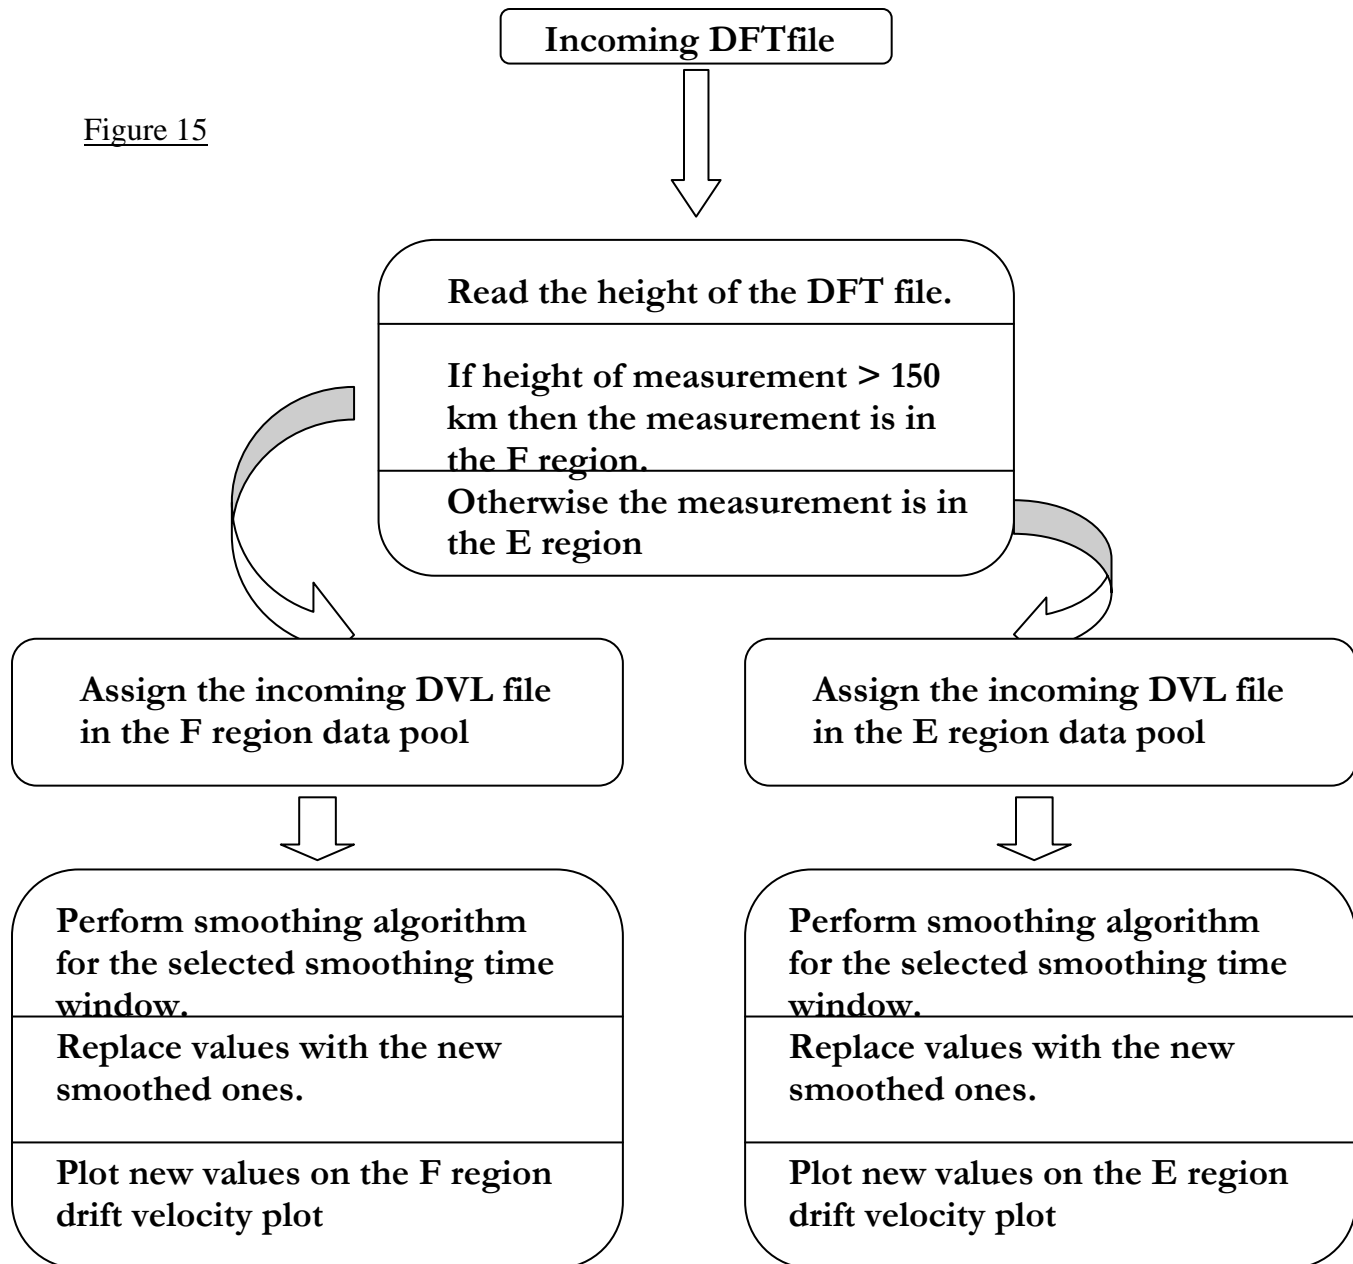 Incoming DFTfile
Figure 15
Read the height of the DFT file.
If height of measurement > 150
km then the measurement is in
the F region.
Otherwise the measurement is in
the E region
Assign the incoming DVL file
in the F region data pool
Assign the incoming DVL file
in the E region data pool
Perform smoothing algorithm
for the selected smoothing time
window.
Replace values with the new
smoothed ones.
Plot new values on the F region
drift velocity plot
Perform smoothing algorithm
for the selected smoothing time
window.
Replace values with the new
smoothed ones.
Plot new values on the E region
drift velocity plot